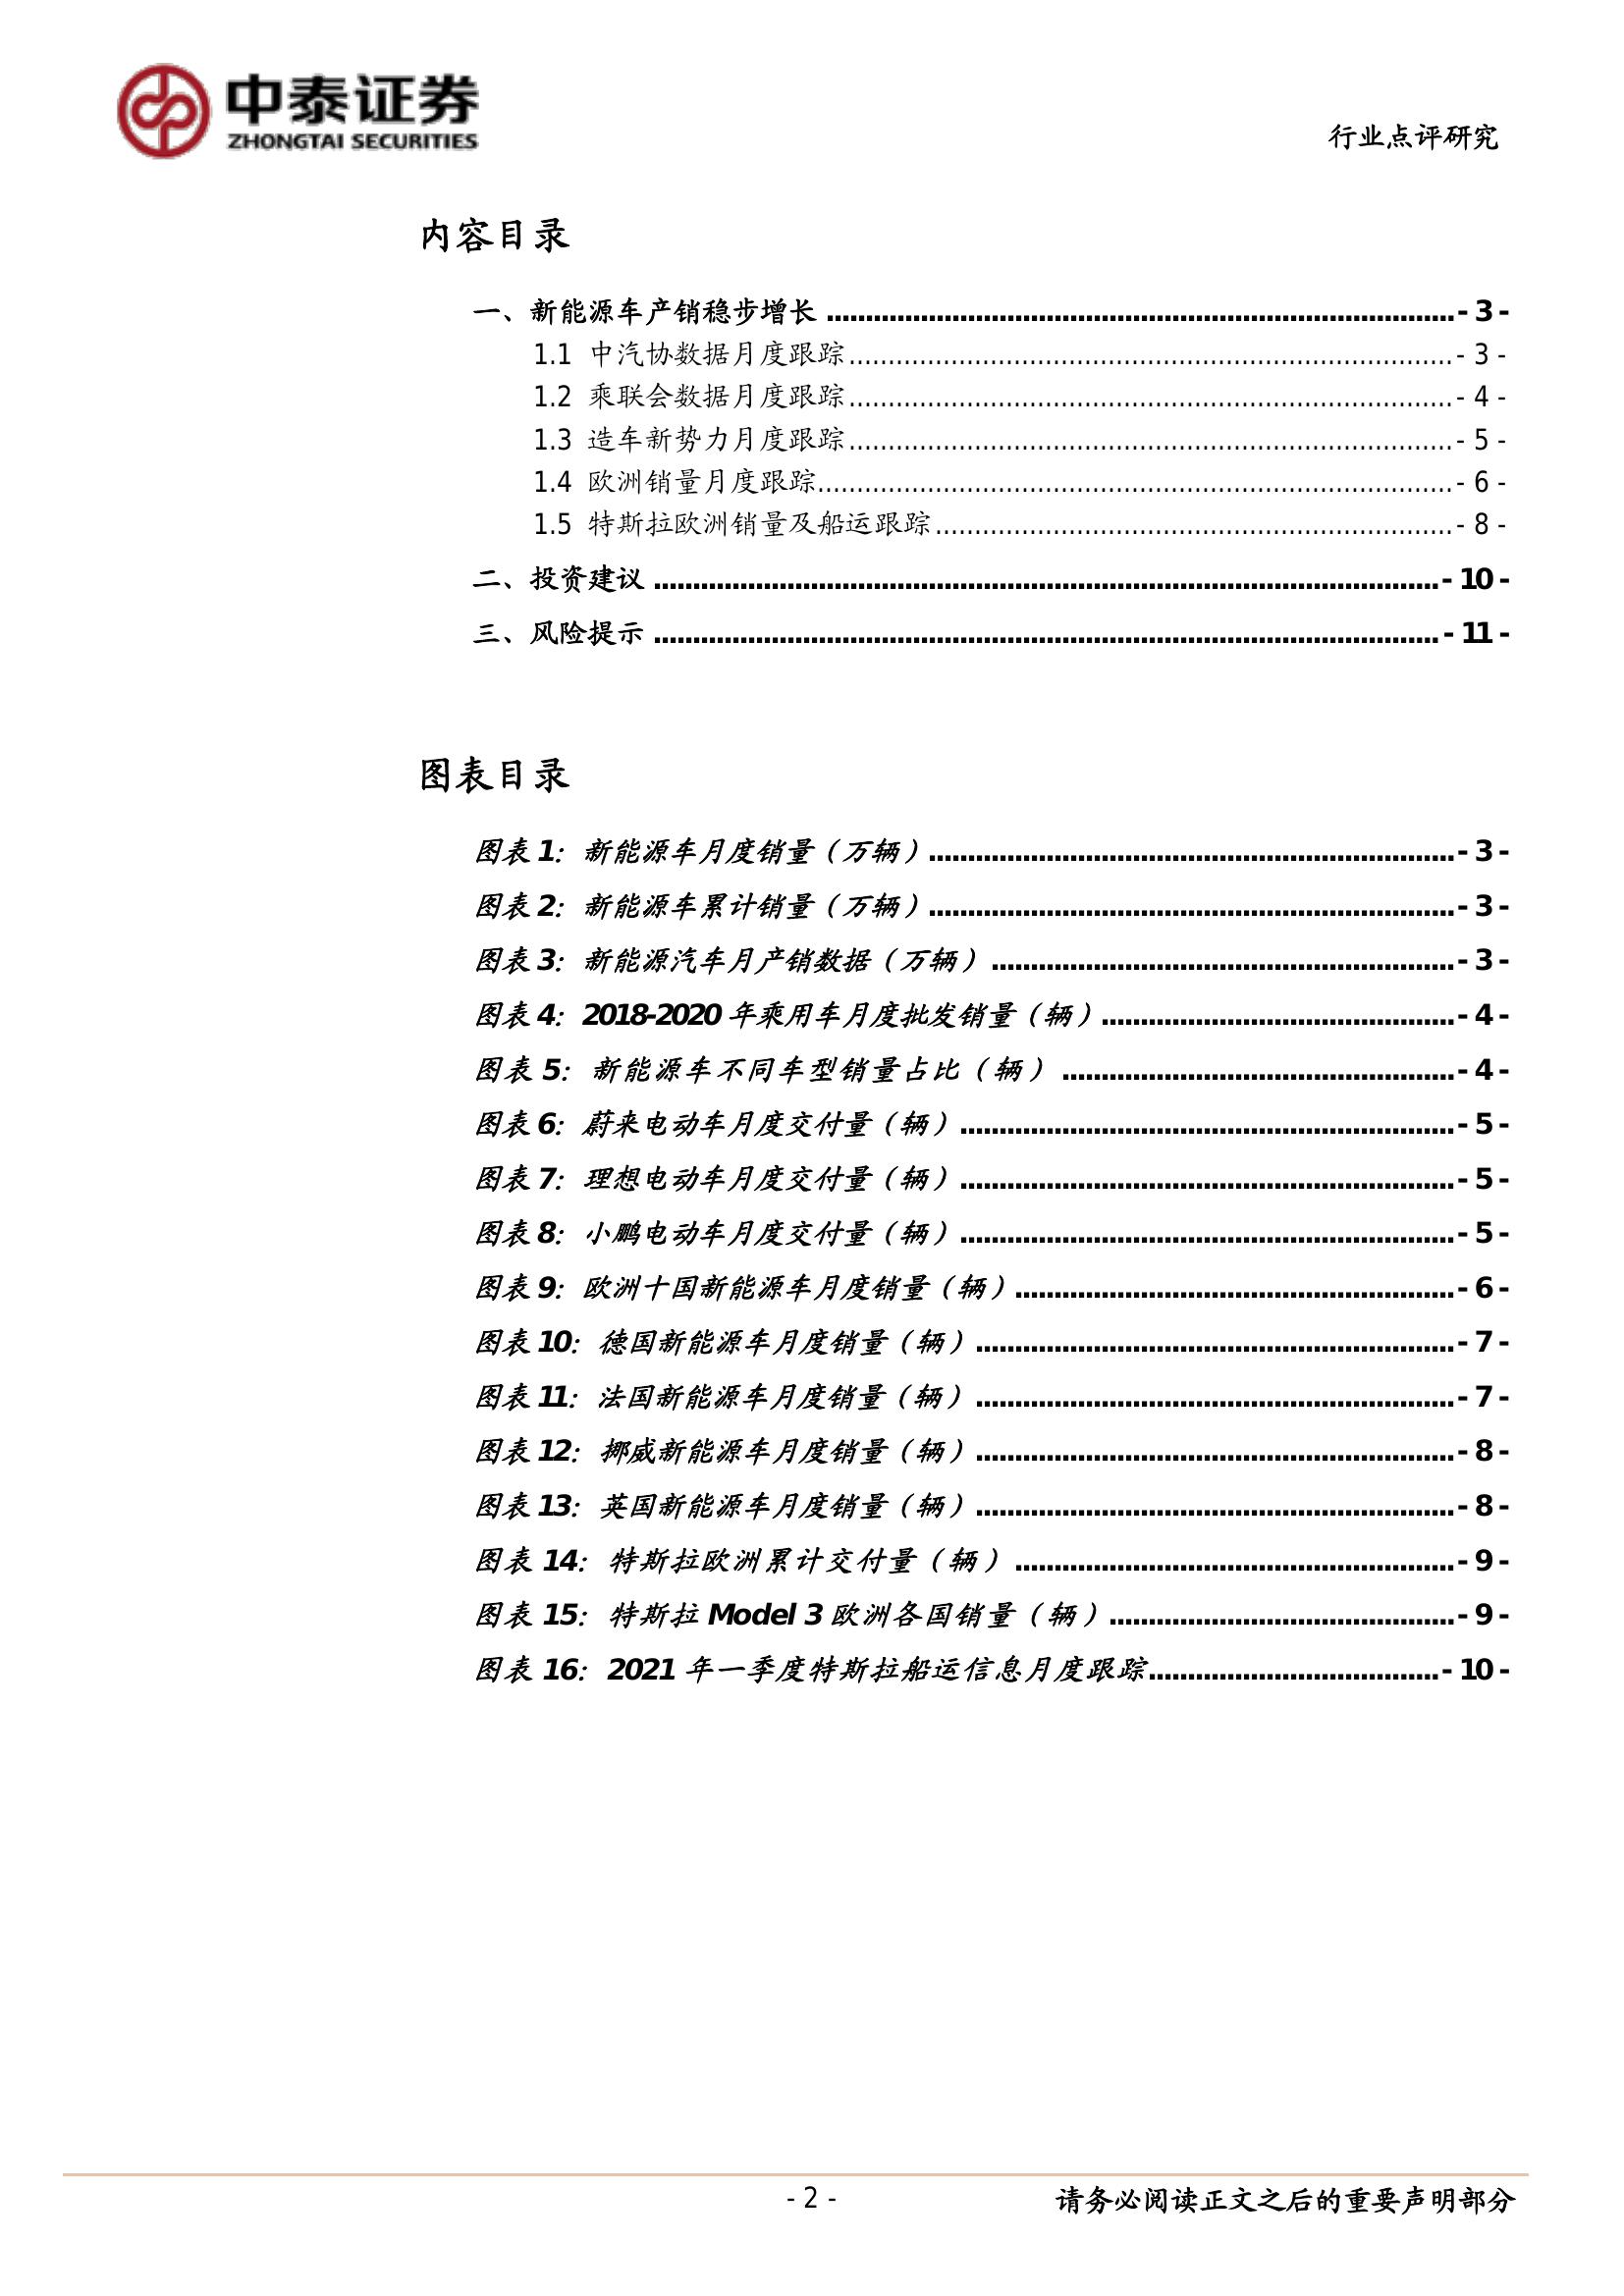 中泰证券
ZHONGTAI SECURITIES
行业点评研究
内容目录
一、新能源车产销稳步增长 ................................................................................ - 3 -
1.1 中汽协数据月度跟踪 ............................................................................. - 3 -
1.2 乘联会数据月度跟踪 ............................................................................. - 4 -
1.3 造车新势力月度跟踪 ............................................................................. - 5 -
1.4 欧洲销量月度跟踪 ................................................................................. - 6 -
1.5 特斯拉欧洲销量及船运跟踪 .................................................................. - 8 -
二、投资建议 .................................................................................................... - 10 -
三、风险提示 .................................................................................................... - 11 -
图表目录
图表 1：新能源车月度销量（万辆） ................................................................... - 3 -
图表 2：新能源车累计销量（万辆） ................................................................... - 3 -
图表 3：新能源汽车月产销数据（万辆） ........................................................... - 3 -
图表 4：2018-2020 年乘用车月度批发销量（辆） ............................................. - 4 -
图表 5：新能源车不同车型销量占比（辆） .................................................. - 4 -
图表 6：蔚来电动车月度交付量（辆） ............................................................... - 5 -
图表 7：理想电动车月度交付量（辆） ............................................................... - 5 -
图表 8：小鹏电动车月度交付量（辆） ............................................................... - 5 -
图表 9：欧洲十国新能源车月度销量（辆） ........................................................ - 6 -
图表 10：德国新能源车月度销量（辆） ............................................................. - 7 -
图表 11：法国新能源车月度销量（辆） ............................................................. - 7 -
图表 12：挪威新能源车月度销量（辆） ............................................................. - 8 -
图表 13：英国新能源车月度销量（辆） ............................................................. - 8 -
图表 14：特斯拉欧洲累计交付量（辆） ........................................................ - 9 -
图表 15：特斯拉 Model 3 欧洲各国销量（辆） ............................................ - 9 -
图表 16：2021 年一季度特斯拉船运信息月度跟踪 ..................................... - 10 -
- 2 -
请务必阅读正文之后的重要声明部分